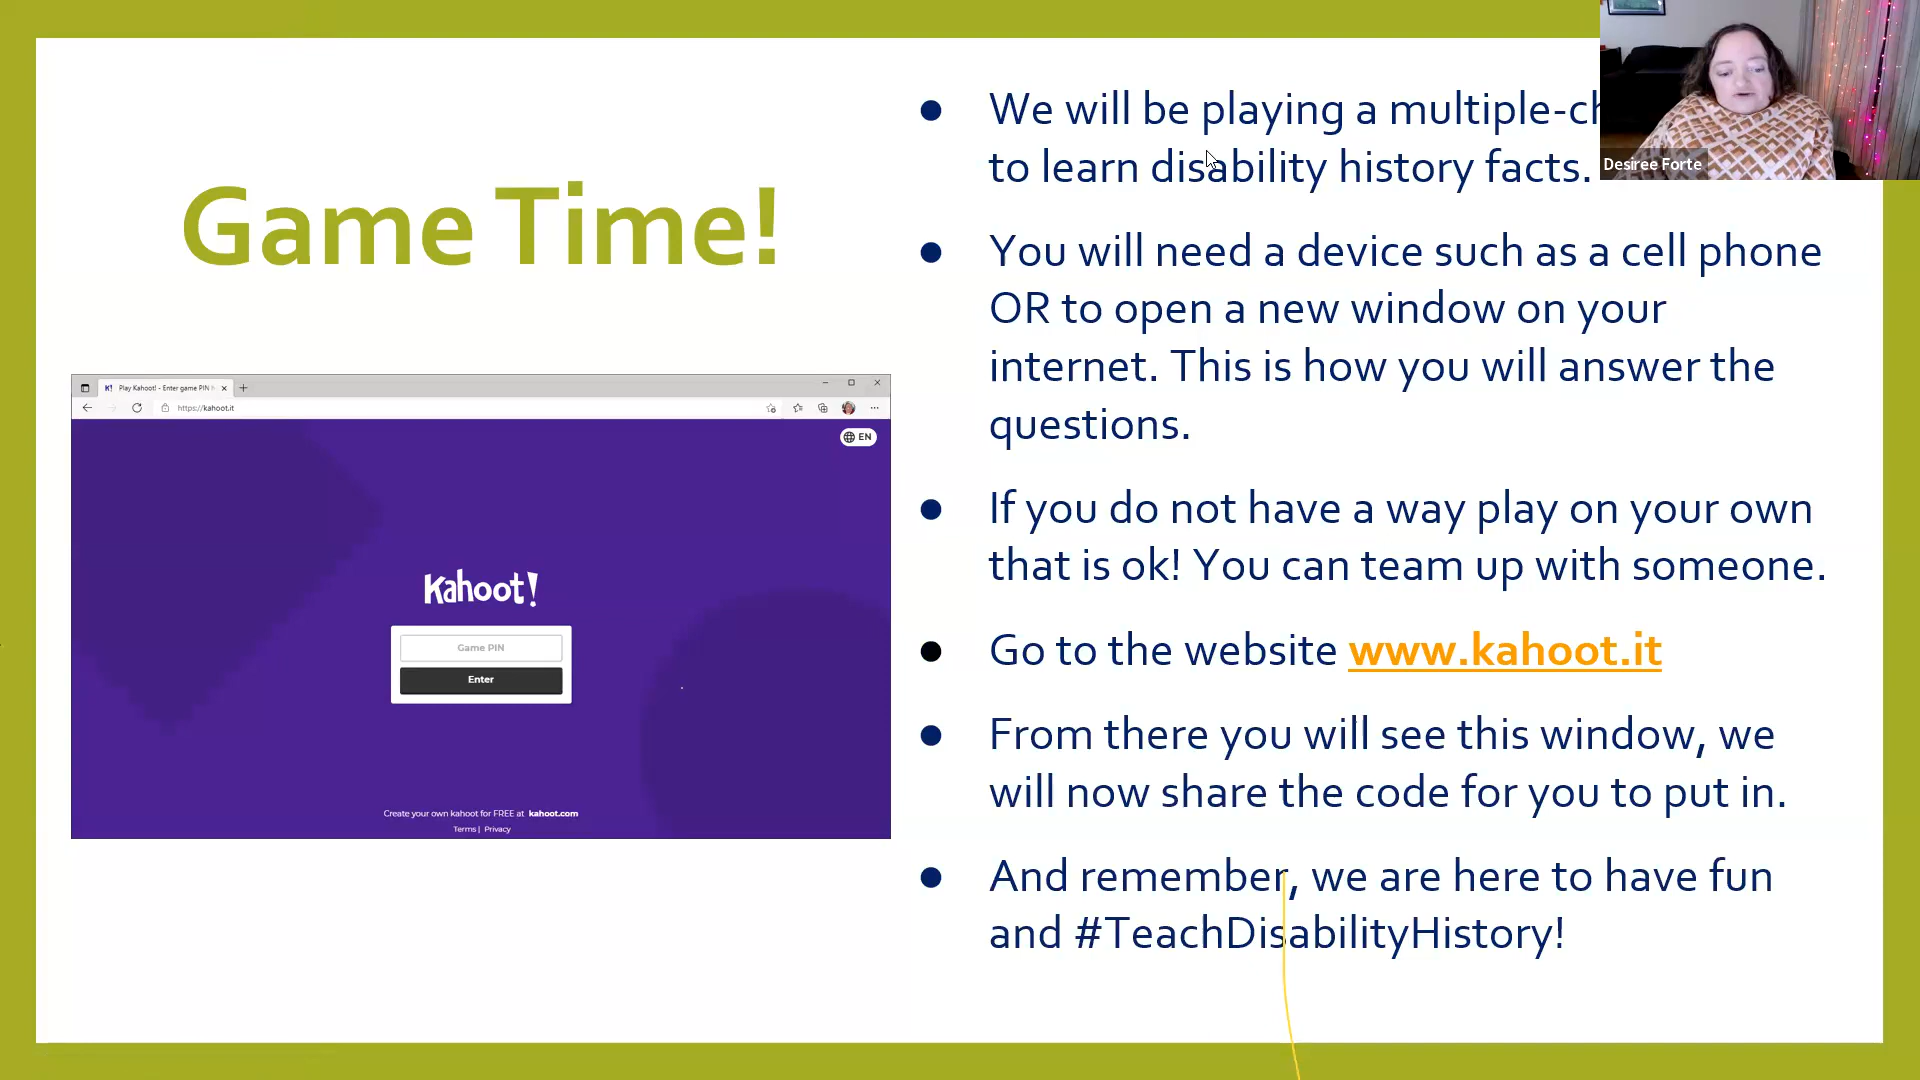 Game Time!
Play Kahoot! - Enter game PIN
https://kahoot.it
EN
Kahoot!
Game PIN
Enter
Create your own kahoot for FREE at kahoot.com
Terms | Privacy
We will be playing a
to learn disability history facts.
You will need a device such as a cell phone
OR to open a new window on your
internet. This is how you will answer the
questions.
If you do not have a way play on your own
that is ok! You can team up with someone.
Go to the website www.kahoot.it
From there you will see this window, we
will now share the code for you to put in.
And remember, we are here to have fun
and #TeachDisabilityHistory!
Desiree Forte